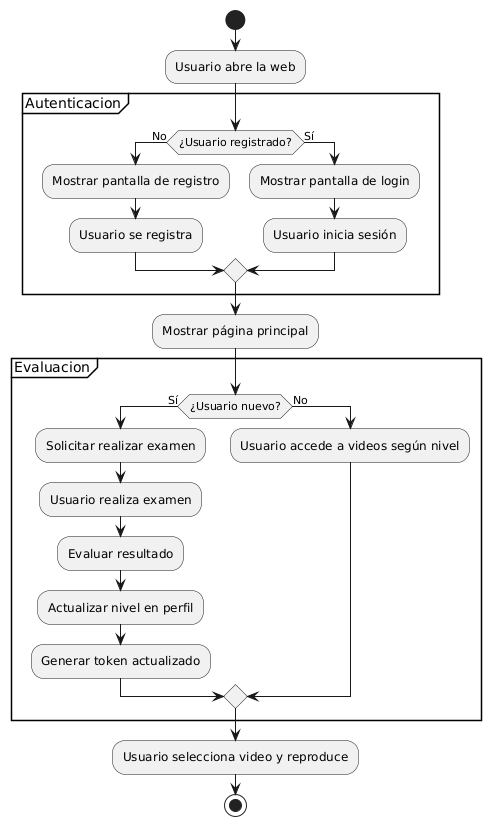 Usuario abre la web
Autenticacion
¿Usuario registrado?
No
Sí
Mostrar pantalla de registro
Mostrar pantalla de login
Usuario se registra
Usuario inicia sesión
Mostrar página principal
Evaluacion
¿Usuario nuevo?
Sí
No
Solicitar realizar examen
Usuario accede a videos según nivel
Usuario realiza examen
Evaluar resultado
Actualizar nivel en perfil
Generar token actualizado
Usuario selecciona video y reproduce